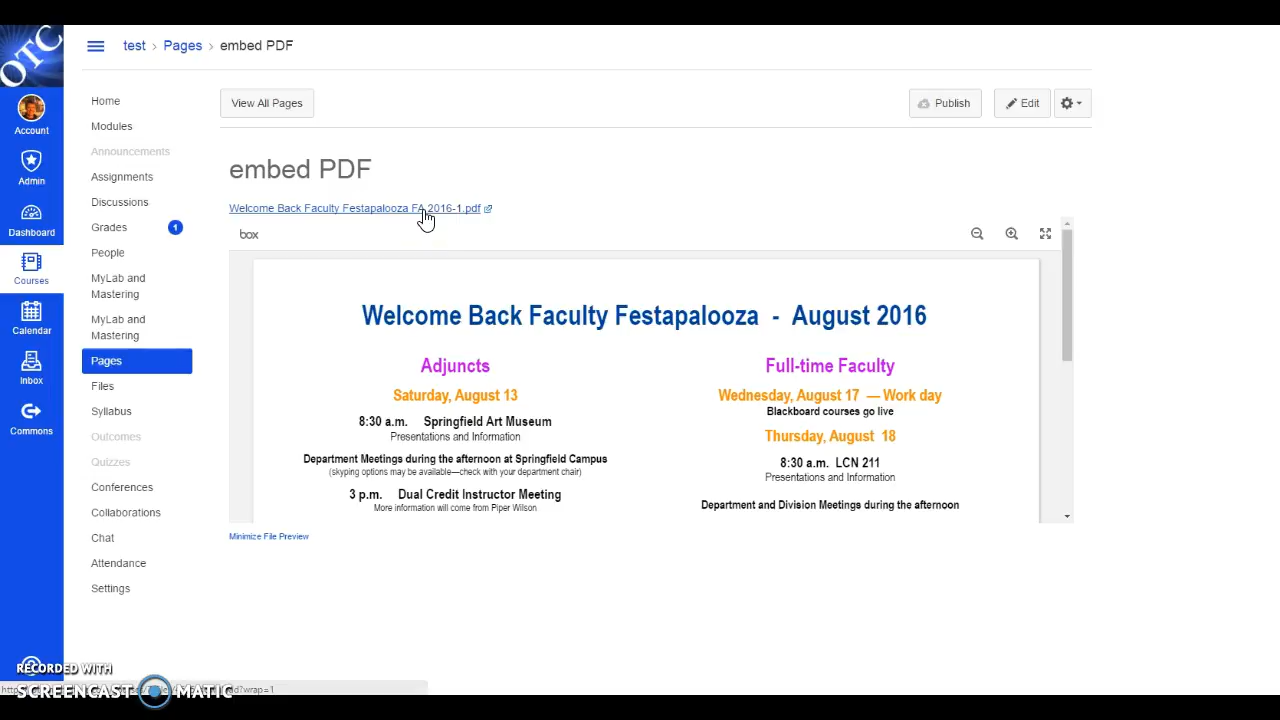 OTC
test › Pages › embed PDF
Account
Admin
Dashboard
Courses
Calendar
Inbox
Commons
Home
Modules
Announcements
Assignments
Discussions
Grades 1
People
MyLab and
Mastering
MyLab and
Mastering
Pages
Files
Syllabus
Outcomes
Quizzes
Conferences
Collaborations
Chat
Attendance
Settings
View All Pages
Publish
Edit
embed PDF
Welcome Back Faculty Festapalooza FA 2016-1.pdf
box
Welcome Back Faculty Festapalooza - August 2016
Adjuncts
Saturday, August 13
8:30 a.m. Springfield Art Museum
Presentations and Information
Department Meetings during the afternoon at Springfield Campus
(skyping options may be available—check with your department chair)
3 p.m. Dual Credit Instructor Meeting
More information will come from Piper Wilson
Full-time Faculty
Wednesday, August 17 — Work day
Blackboard courses go live
Thursday, August 18
8:30 a.m. LCN 211
Presentations and Information
Department and Division Meetings during the afternoon
Minimize File Preview
RECORDED WITH
SCREENCAST MATIC